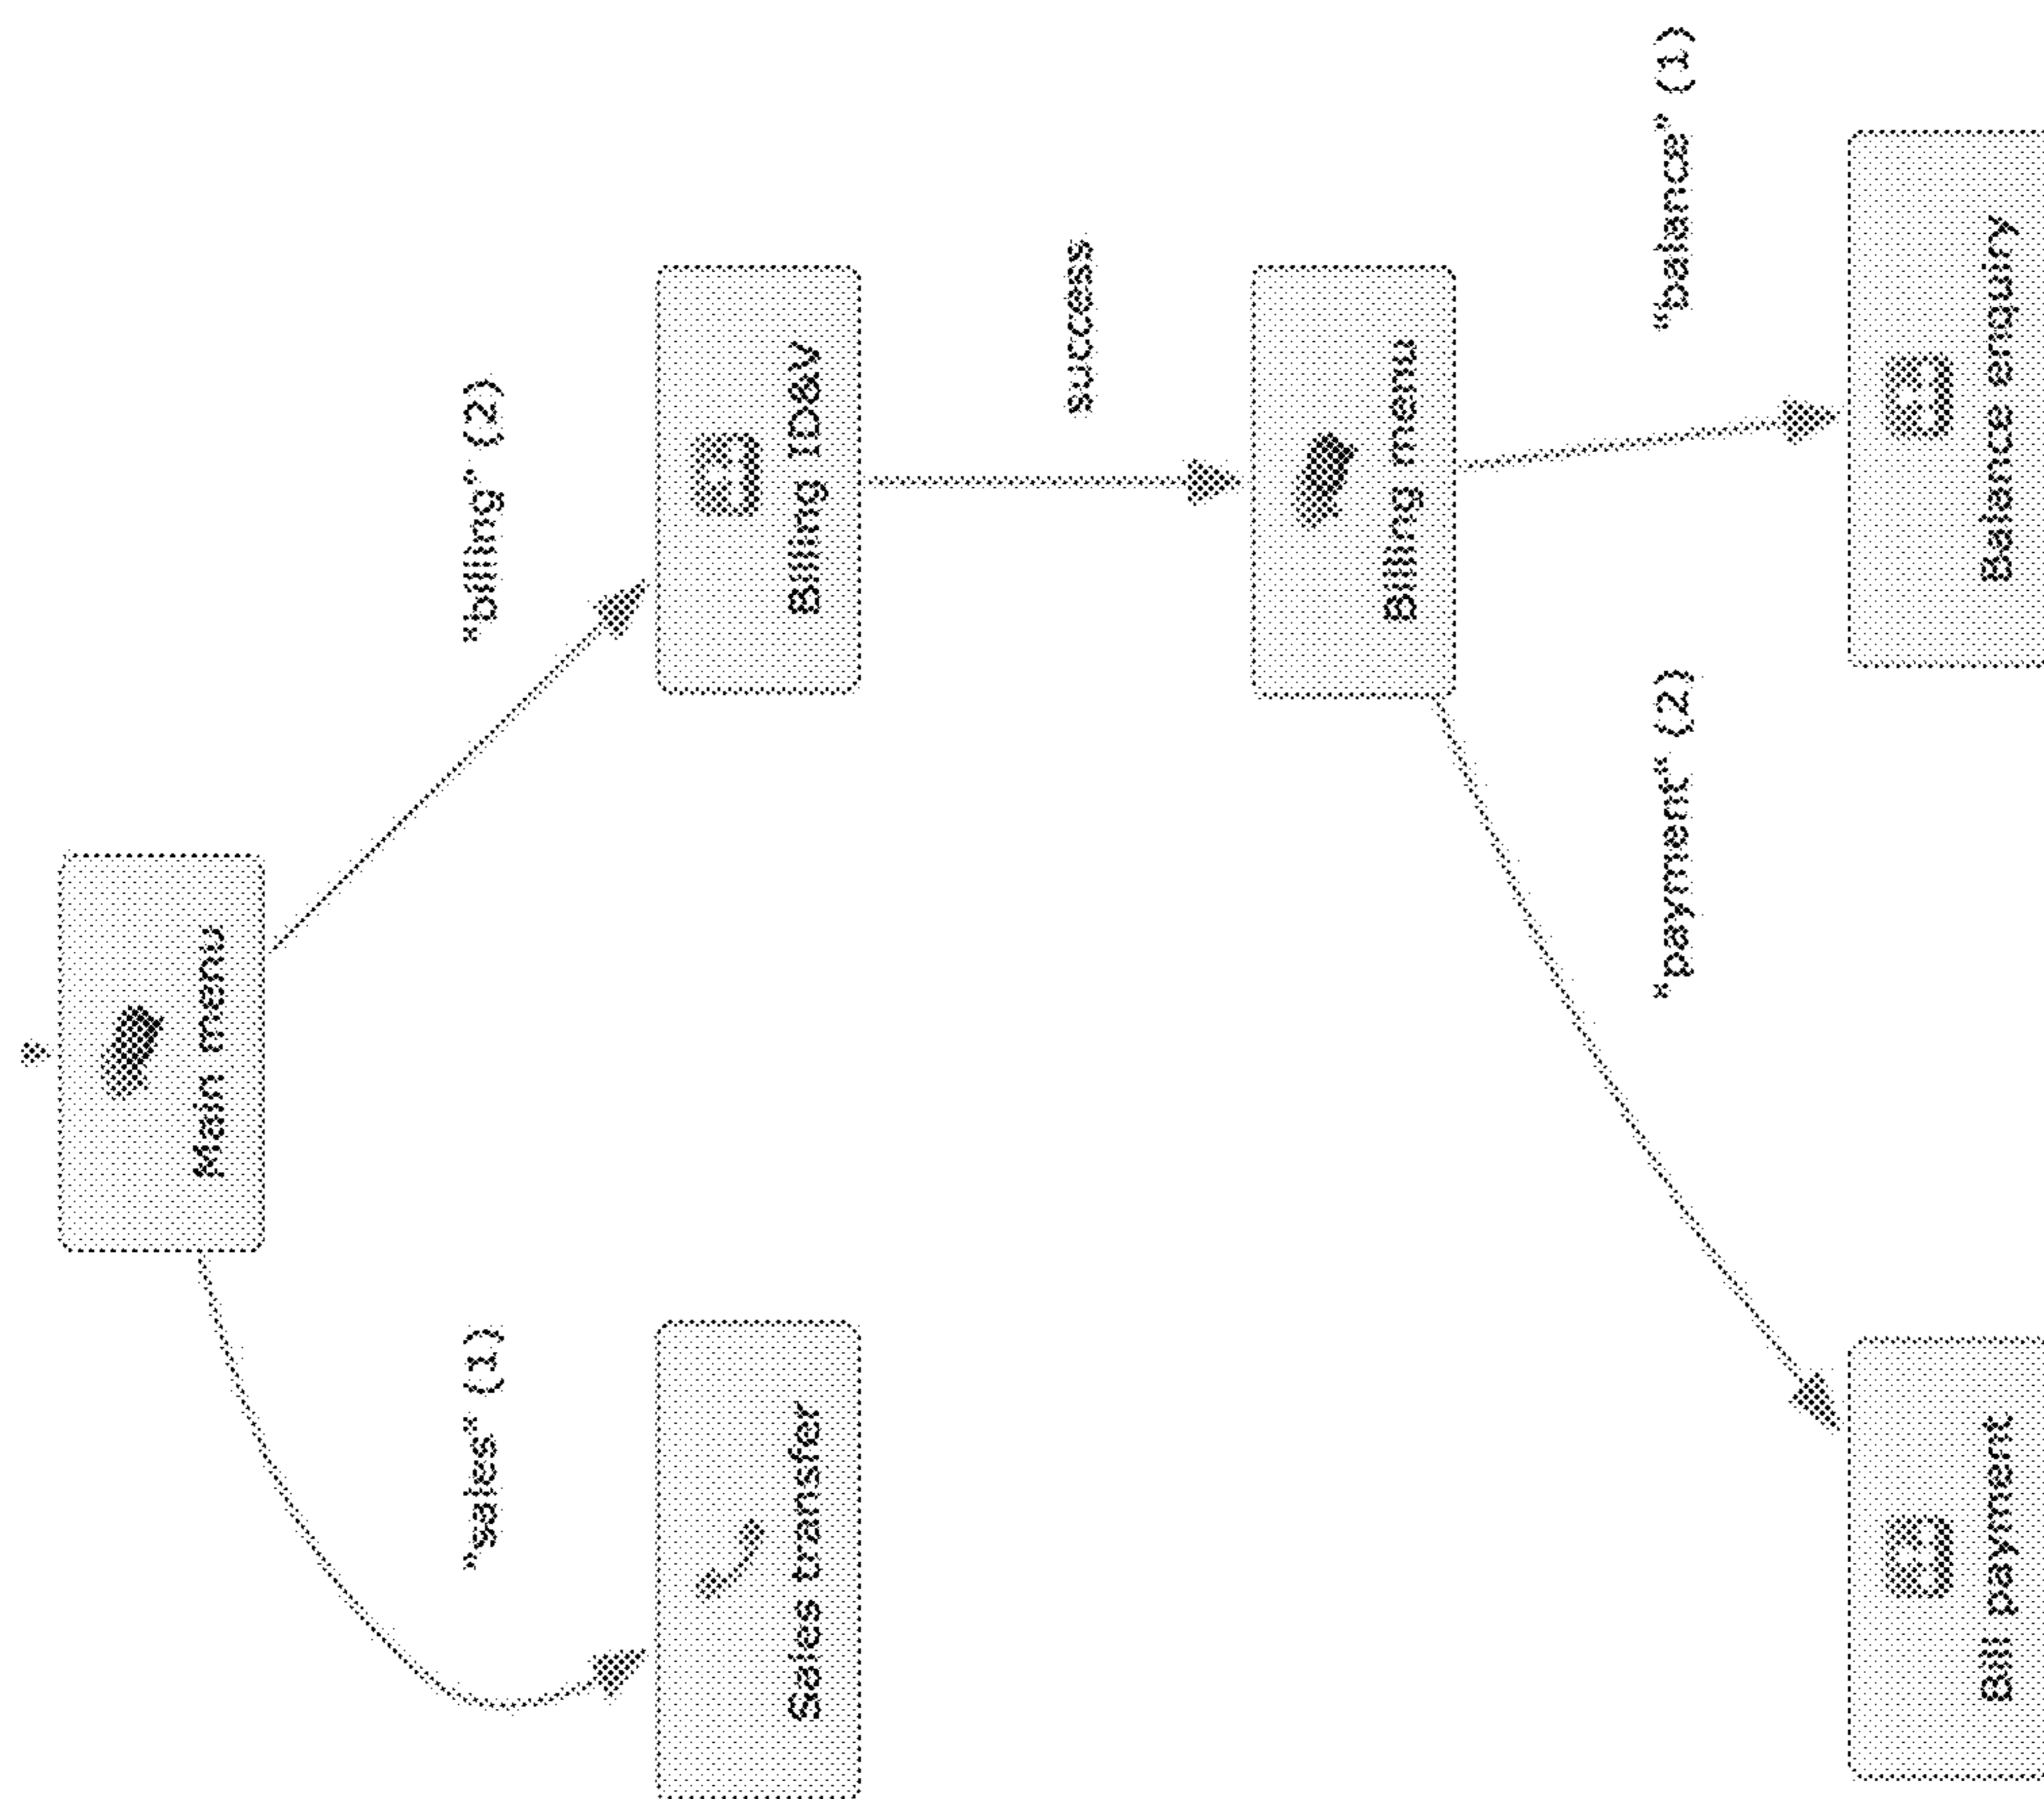 Main menu
"sales" (1)
"billing" (2)
Sales transfer
Billing ID&V
success
Billing menu
"payment" (2)
"balance" (1)
Bill payment
Balance enquiry